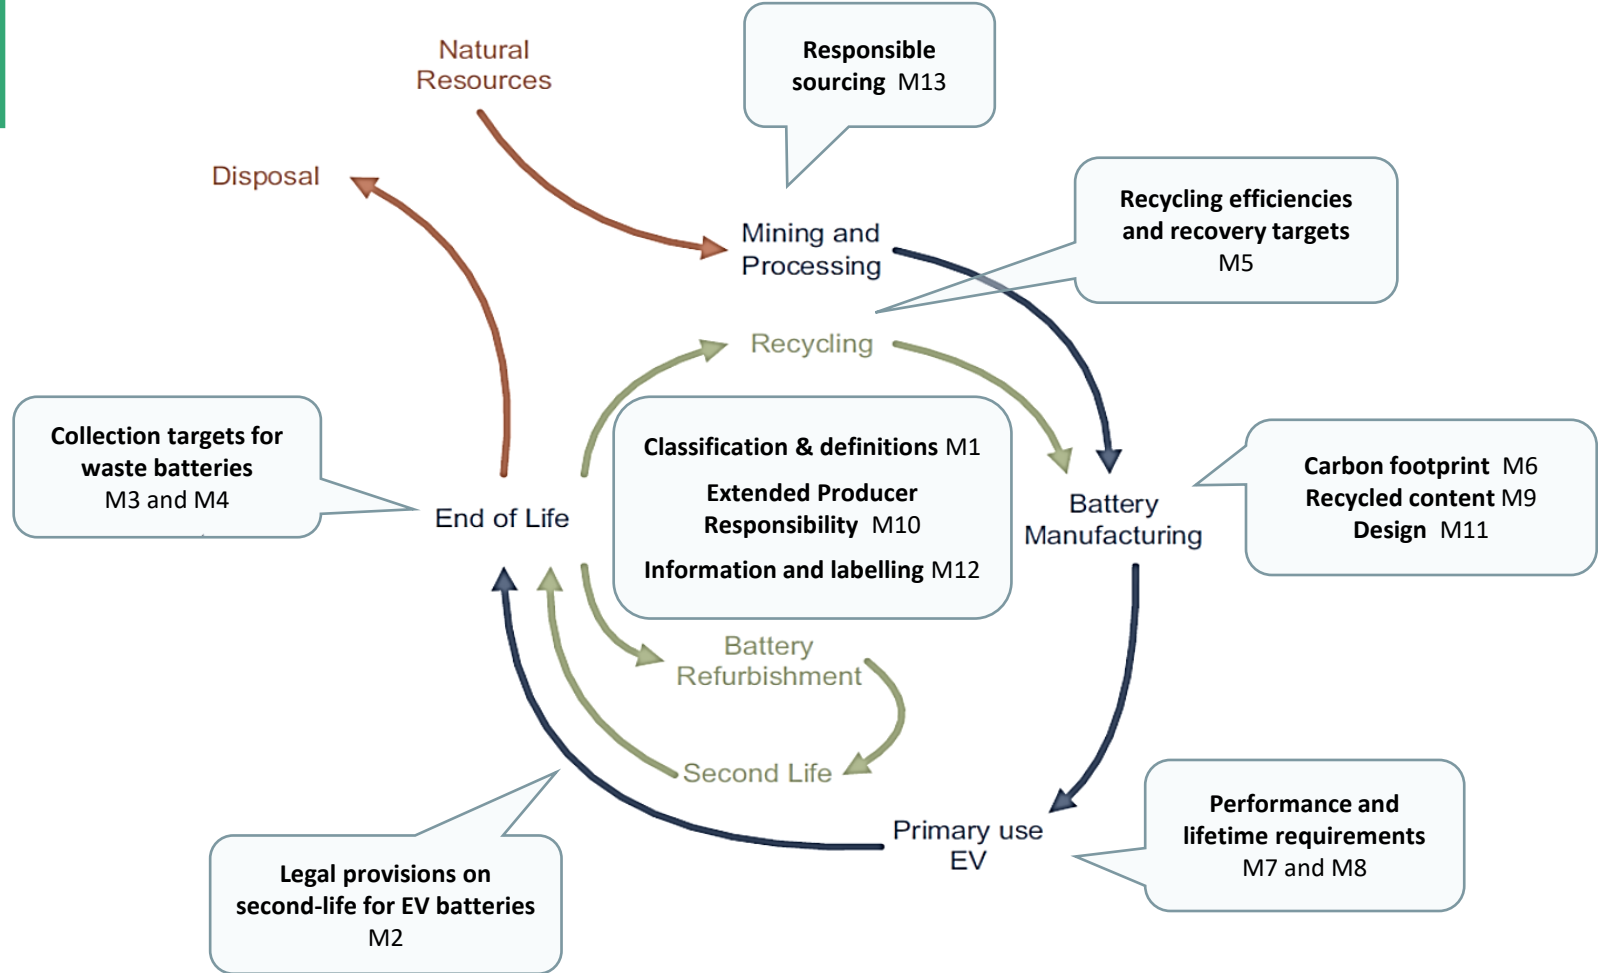 Natural
Resources
Responsible
sourcing M13
Disposal
Recycling efficiencies
and recovery targets
M5
Mining and
Processing
Recycling
Collection targets for
waste batteries
M3 and M4
Classification & definitions M1
Extended Producer
Responsibility M10
Information and labelling M12
End of Life
Battery
Manufacturing
Carbon footprint M6
Recycled content M9
Design M11
Battery
Refurbishment
Second Life
Primary use
EV
Performance and
lifetime requirements
M7 and M8
Legal provisions on
second-life for EV batteries
M2